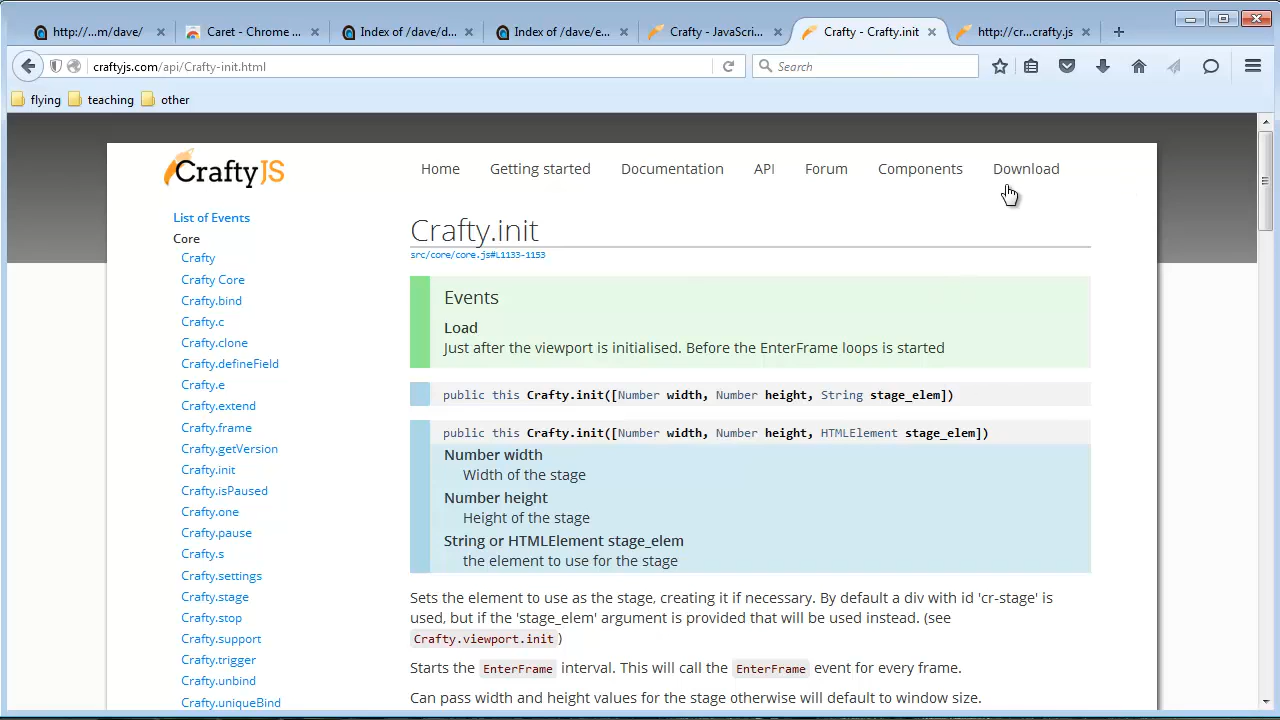 http://...m/dave/
Caret - Chrome ...
Index of /dave/d...
Index of /dave/e...
Crafty - JavaScri...
Crafty - Crafty.init
http://cr...crafty.js
craftyjs.com/api/Crafty-init.html
Search
flying
teaching
other
CraftyJS
Home
Getting started
Documentation
API
Forum
Components
Download
List of Events
Core
Crafty
Crafty Core
Crafty.bind
Crafty.c
Crafty.clone
Crafty.defineField
Crafty.e
Crafty.extend
Crafty.frame
Crafty.getVersion
Crafty.init
Crafty.isPaused
Crafty.one
Crafty.pause
Crafty.s
Crafty.settings
Crafty.stage
Crafty.stop
Crafty.support
Crafty.trigger
Crafty.unbind
Crafty.uniqueBind
Crafty.init
src/core/core.js#L1133-1153
Events
Load
Just after the viewport is initialised. Before the EnterFrame loops is started
public this Crafty.init([Number width, Number height, String stage_elem])
public this Crafty.init([Number width, Number height, HTMLElement stage_elem])
Number width
Width of the stage
Number height
Height of the stage
String or HTMLElement stage_elem
the element to use for the stage
Sets the element to use as the stage, creating it if necessary. By default a div with id 'cr-stage' is
used, but if the 'stage_elem' argument is provided that will be used instead. (see
Crafty.viewport.init )
Starts the EnterFrame interval. This will call the EnterFrame event for every frame.
Can pass width and height values for the stage otherwise will default to window size.